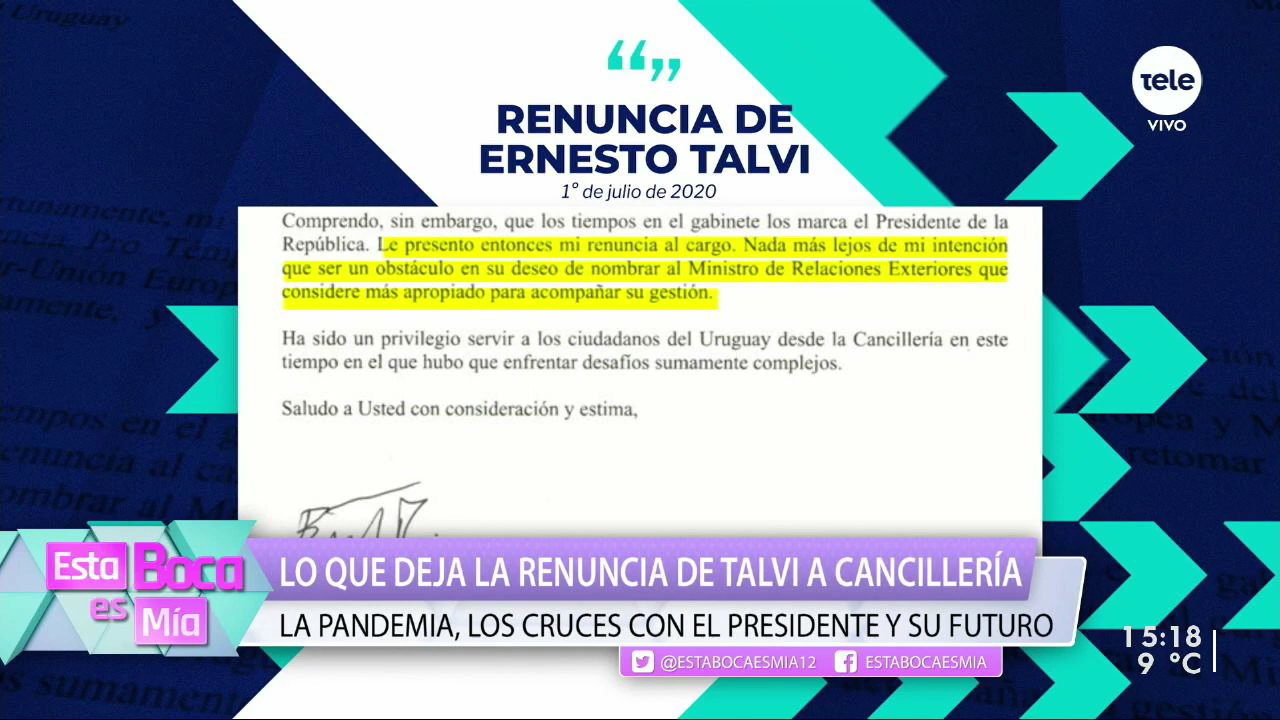 “”
RENUNCIA DE
ERNESTO TALVI
1° de julio de 2020
tele
VIVO
Comprendo, sin embargo, que los tiempos en el gabinete los marca el Presidente de la
República. Le presento entonces mi renuncia al cargo. Nada más lejos de mi intención
que ser un obstáculo en su deseo de nombrar al Ministro de Relaciones Exteriores que
considere más apropiado para acompañar su gestión.
Ha sido un privilegio servir a los ciudadanos del Uruguay desde la Cancillería en este
tiempo en el que hubo que enfrentar desafíos sumamente complejos.
Saludo a Usted con consideración y estima,
Esta Boca
es Mía
LO QUE DEJA LA RENUNCIA DE TALVI A CANCILLERÍA
LA PANDEMIA, LOS CRUCES CON EL PRESIDENTE Y SU FUTURO
@ESTABOCAESMIA12 ESTABOCAESMIA
15:18
9 °C